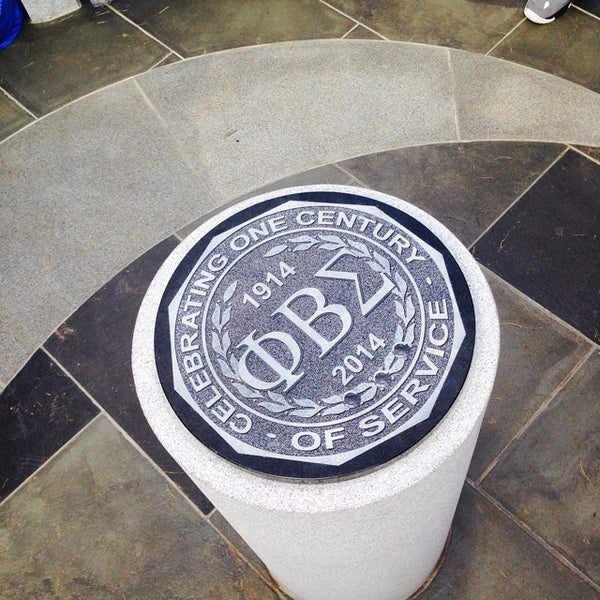 CELEBRATING ONE CENTURY
- OF SERVICE -
1914
ΦΒΣ
2014